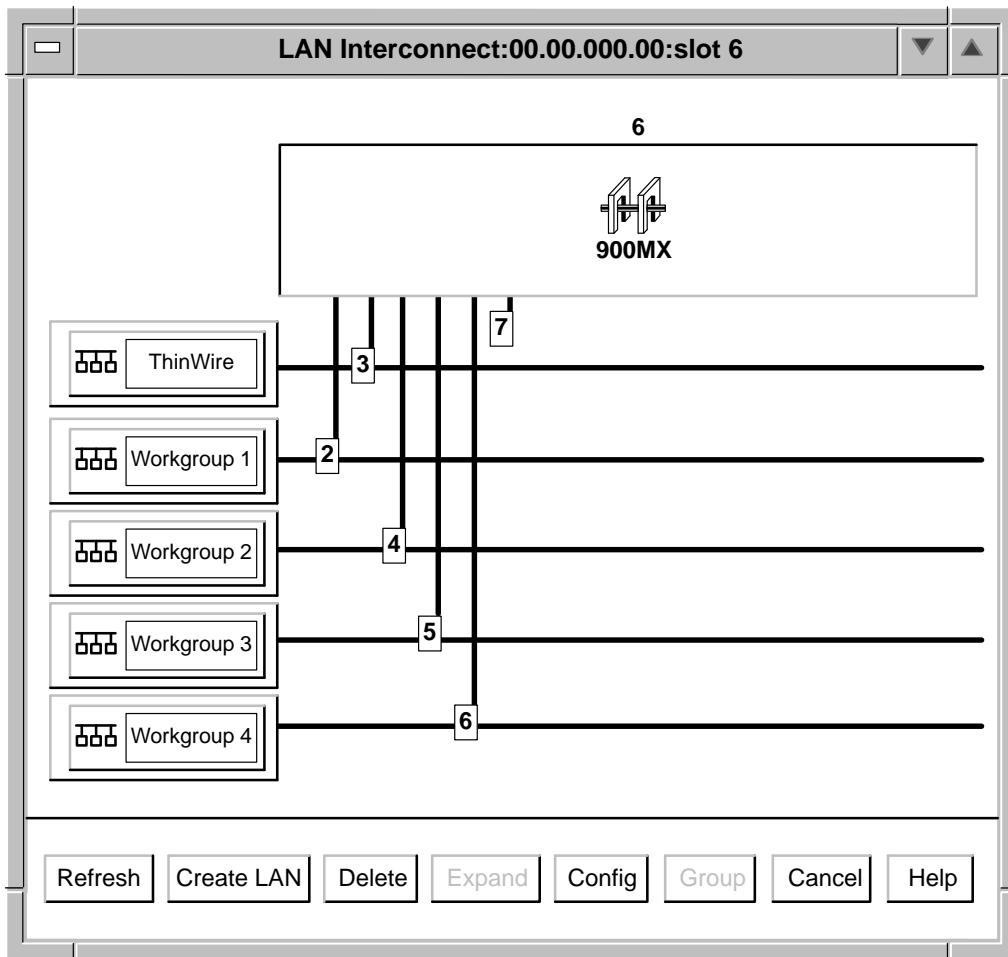 LAN Interconnect:00.00.000.00:slot 6
6
900MX
7
ThinWire
3
Workgroup 1
2
Workgroup 2
4
Workgroup 3
5
Workgroup 4
6
Refresh
Create LAN
Delete
Expand
Config
Group
Cancel
Help